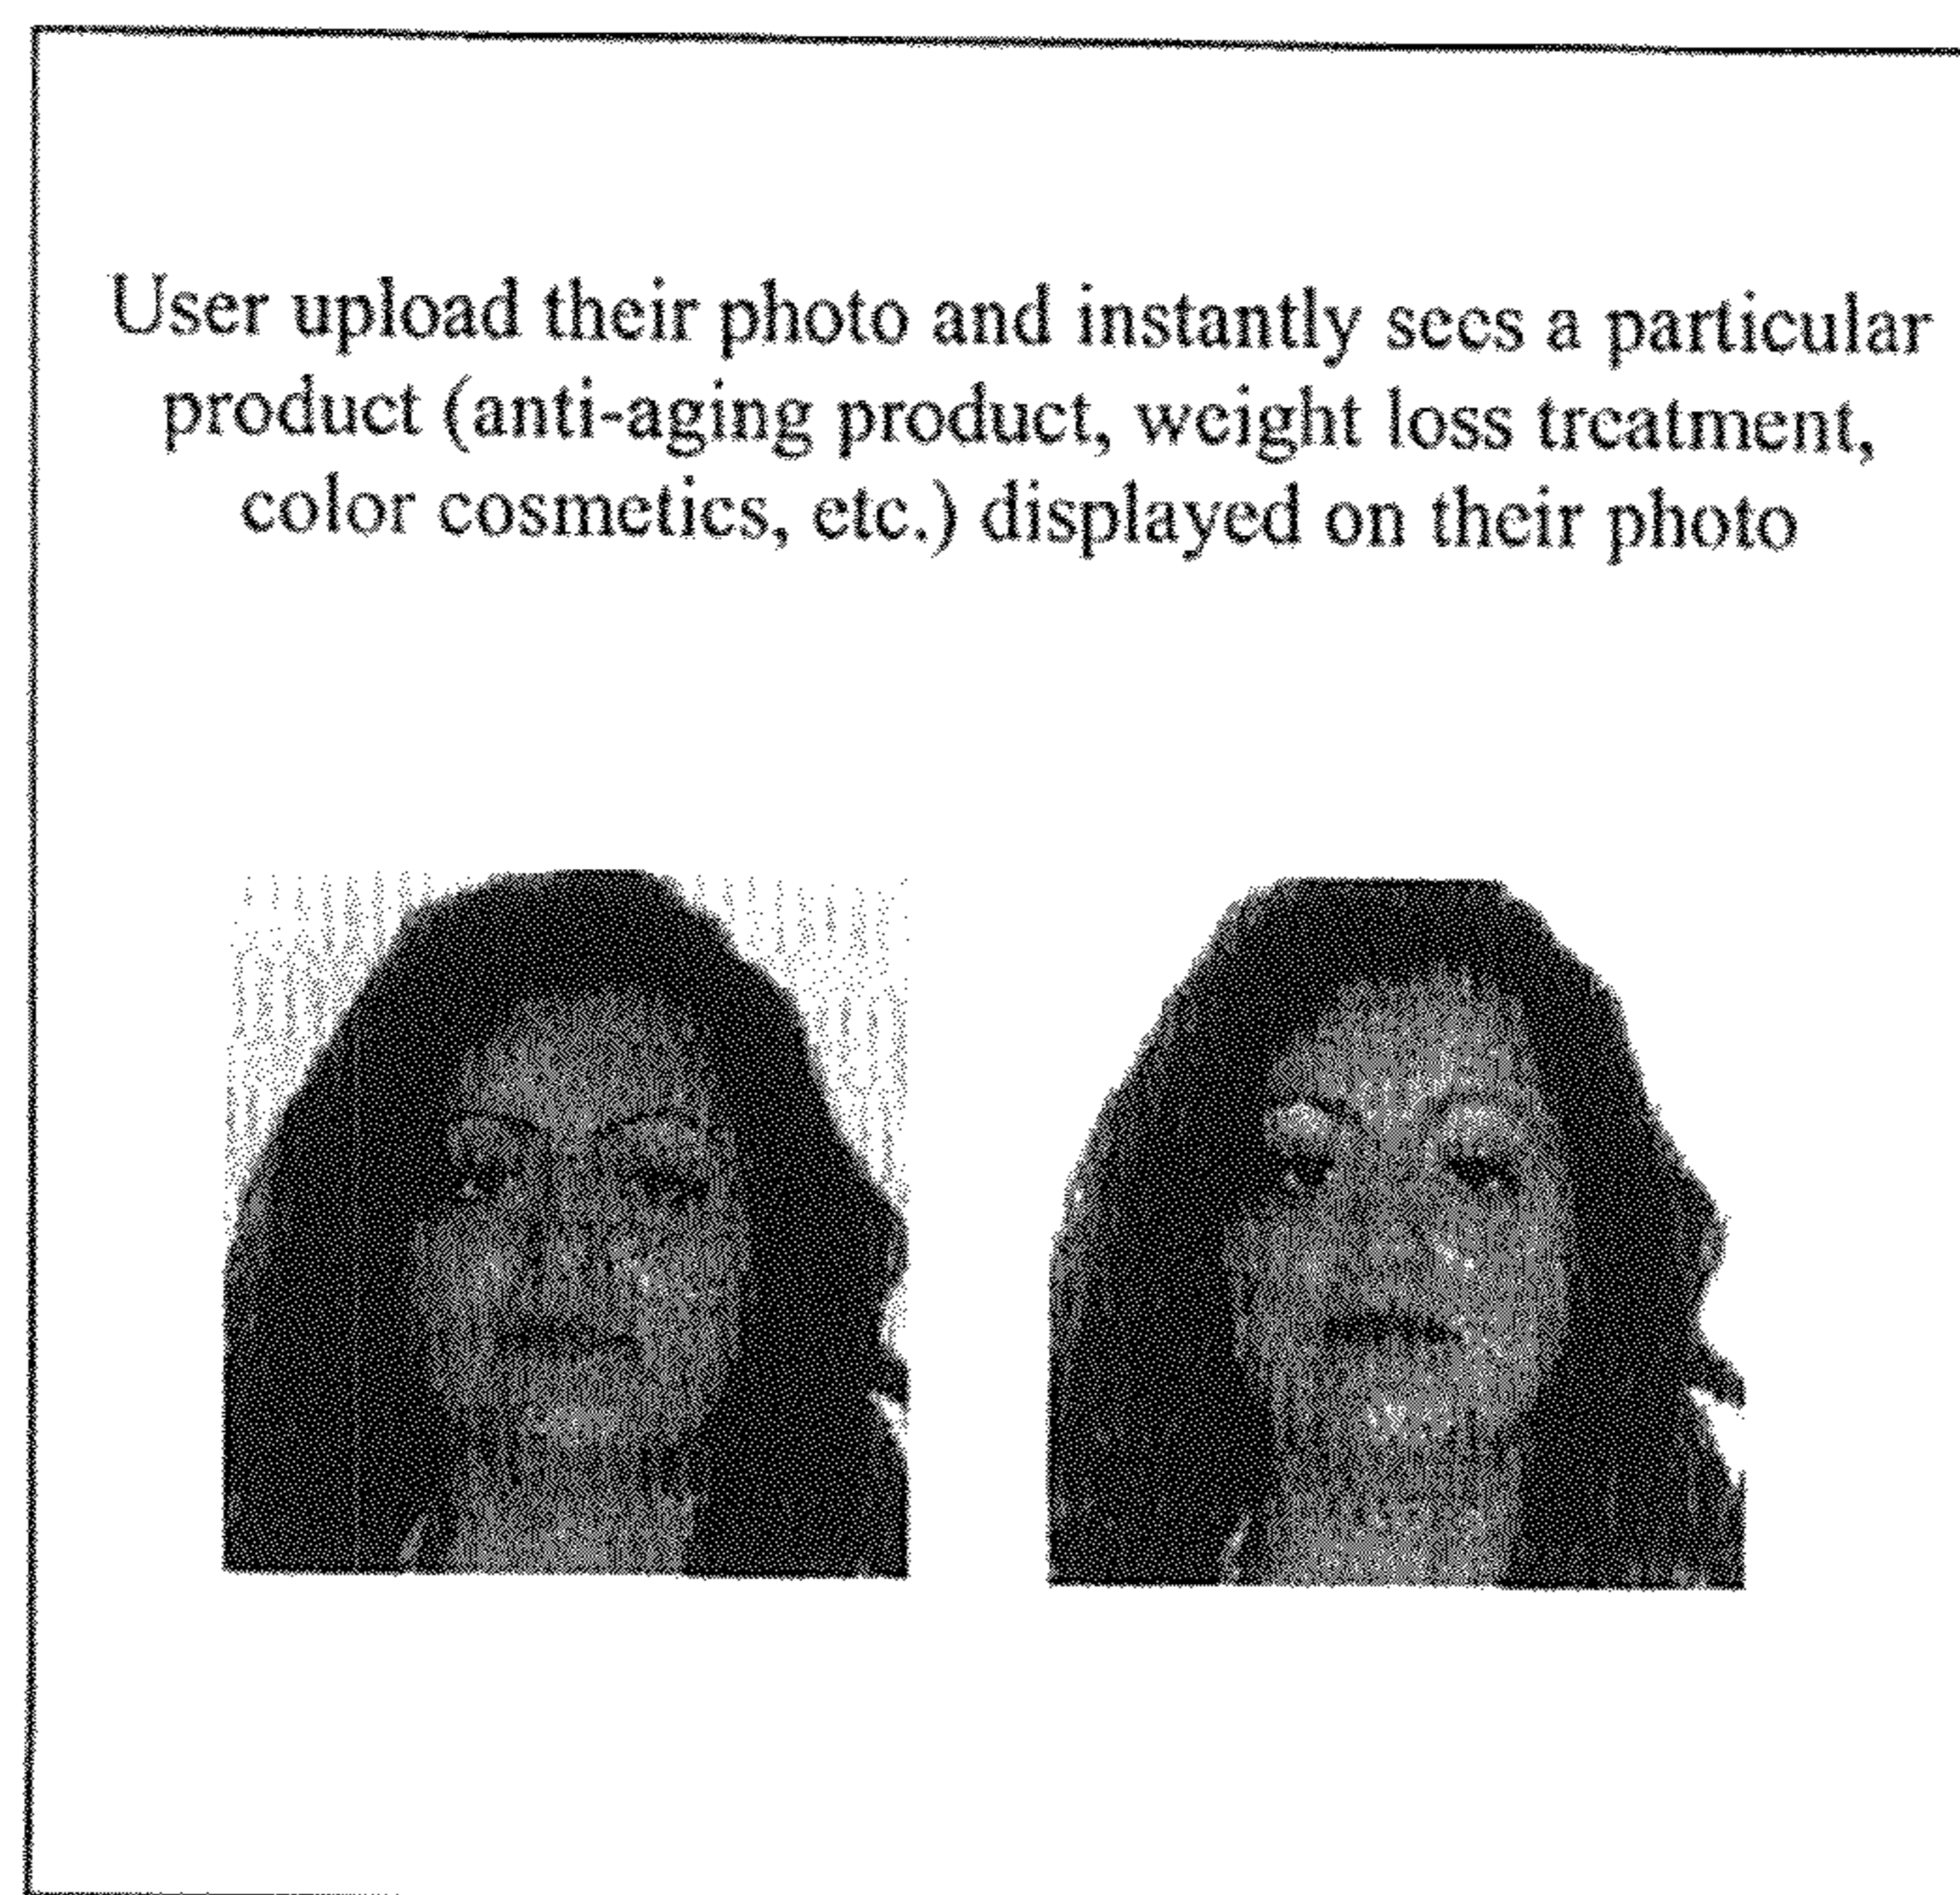 User upload their photo and instantly sees a particular
product (anti-aging product, weight loss treatment,
color cosmetics, etc.) displayed on their photo